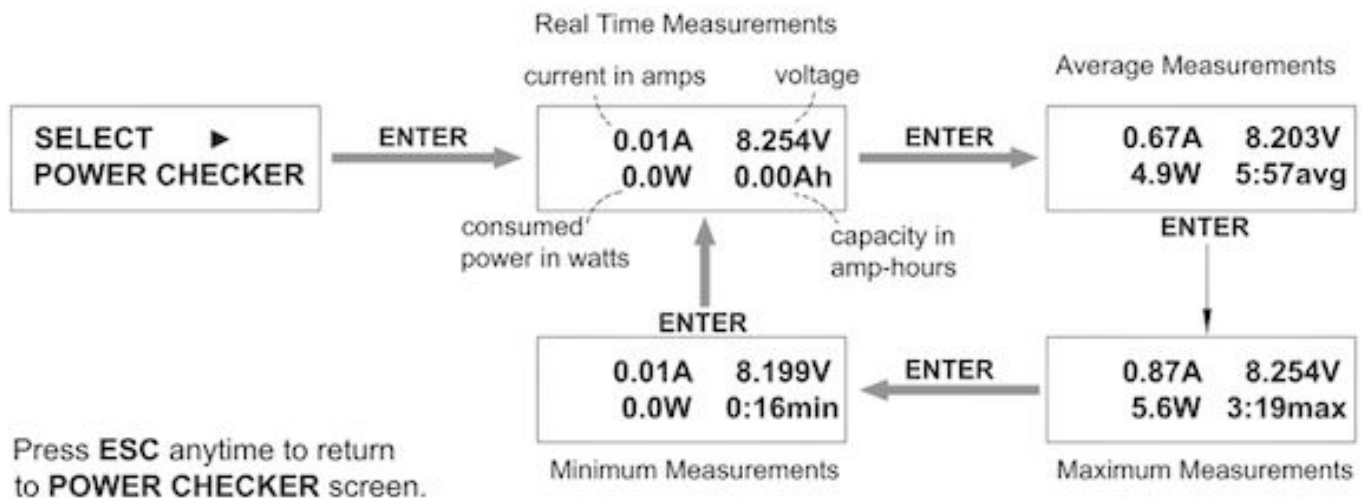 Real Time Measurements
current in amps
voltage
Average Measurements
SELECT ►
POWER CHECKER
ENTER
0.01A 8.254V
0.0W 0.00Ah
ENTER
0.67A 8.203V
4.9W 5:57avg
consumed
power in watts
capacity in
amp-hours
ENTER
ENTER
0.01A 8.199V
0.0W 0:16min
ENTER
0.87A 8.254V
5.6W 3:19max
Minimum Measurements
Maximum Measurements
Press ESC anytime to return
to POWER CHECKER screen.